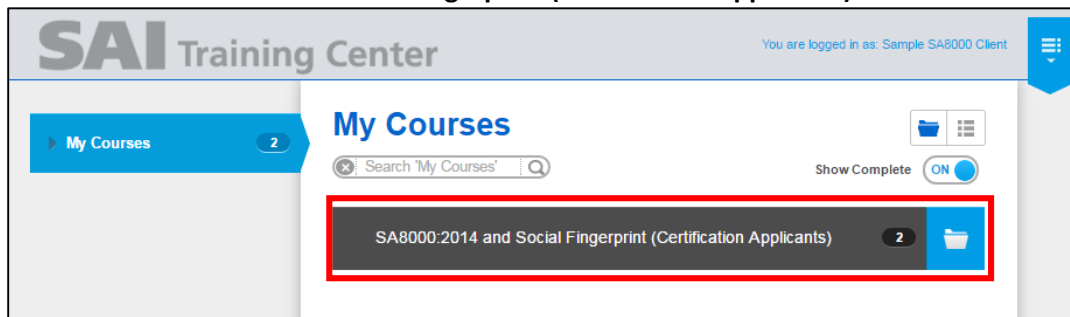 SAI Training Center
You are logged in as: Sample SA8000 Client
My Courses 2
My Courses
Search 'My Courses'
Show Complete ON
SA8000:2014 and Social Fingerprint (Certification Applicants) 2